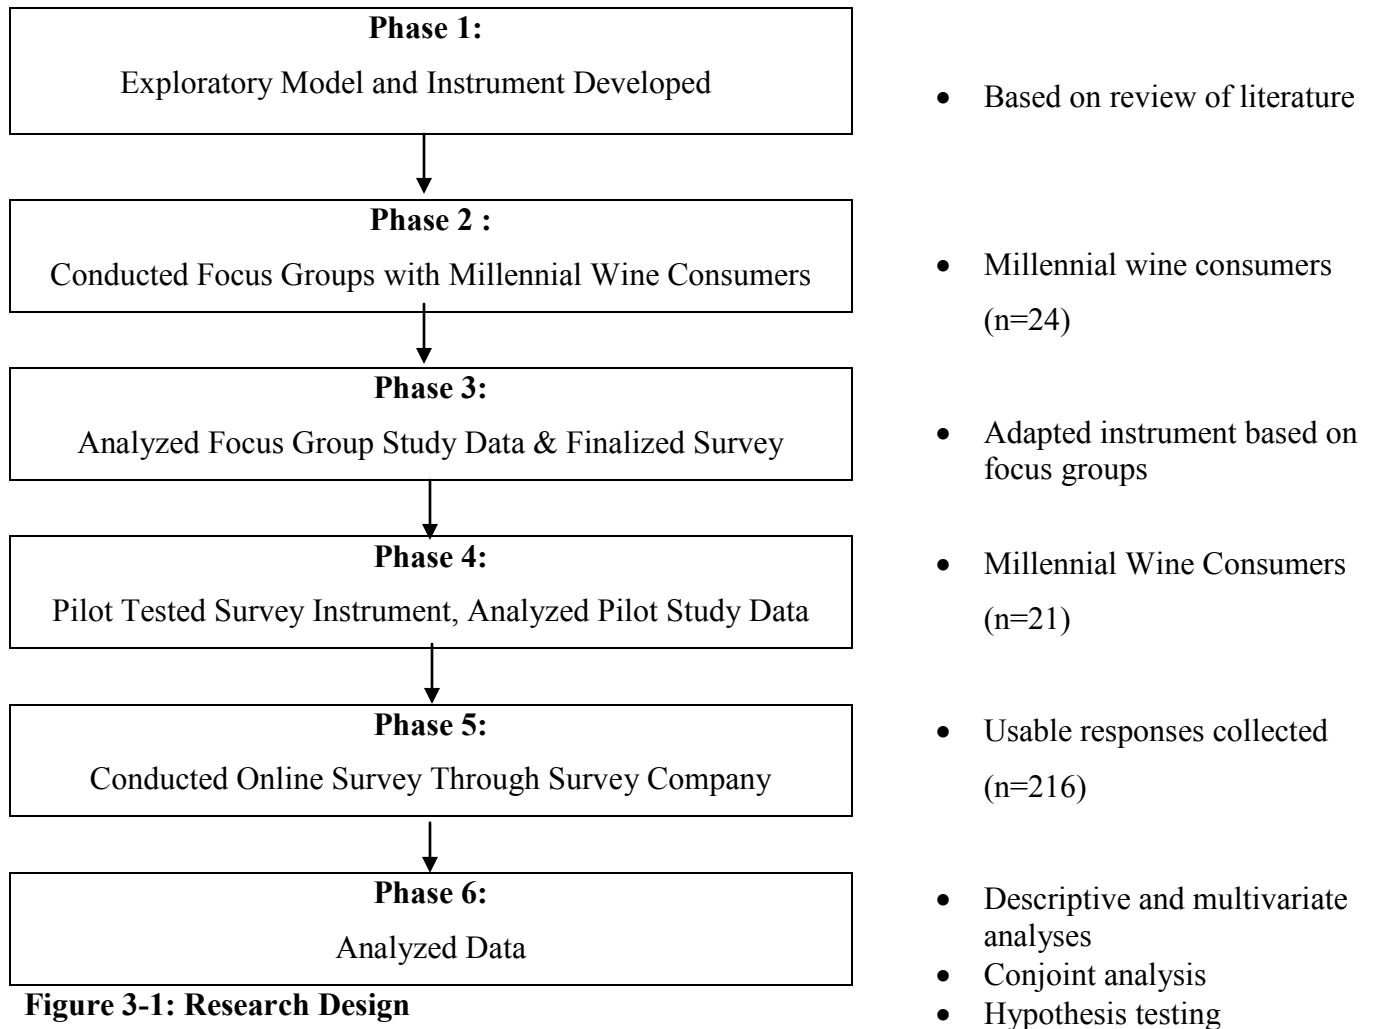 Phase 1:
Exploratory Model and Instrument Developed
• Based on review of literature
Phase 2 :
Conducted Focus Groups with Millennial Wine Consumers
• Millennial wine consumers
(n=24)
Phase 3:
Analyzed Focus Group Study Data & Finalized Survey
• Adapted instrument based on
focus groups
Phase 4:
Pilot Tested Survey Instrument, Analyzed Pilot Study Data
• Millennial Wine Consumers
(n=21)
Phase 5:
Conducted Online Survey Through Survey Company
• Usable responses collected
(n=216)
Phase 6:
Analyzed Data
• Descriptive and multivariate
analyses
• Conjoint analysis
• Hypothesis testing
Figure 3-1: Research Design